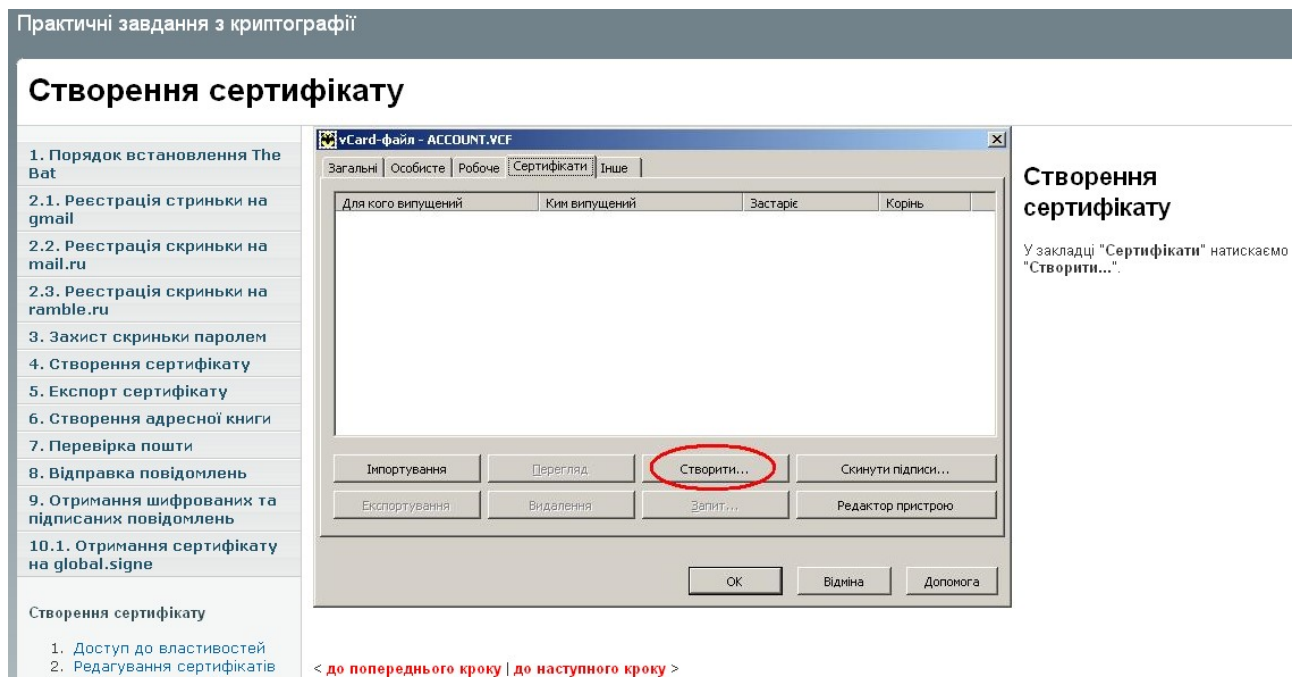 Практичні завдання з криптографії
Створення сертифікату
1. Порядок встановлення The
Bat
2.1. Реєстрація стриньки на
gmail
2.2. Реєстрація скриньки на
mail.ru
2.3. Реєстрація скриньки на
ramble.ru
3. Захист скриньки паролем
4. Створення сертифікату
5. Експорт сертифікату
6. Створення адресної книги
7. Перевірка пошти
8. Відправка повідомлень
9. Отримання шифрованих та
підписаних повідомлень
10.1. Отримання сертифікату
на global.signe
Створення сертифікату
1. Доступ до властивостей
2. Редагування сертифікатів
vCard-файл - ACCOUNT.VCF
Загальні Особисте Робоче Сертифікати Інше
Для кого випущений Ким випущений Застаріє Корінь
Імпортування Перегляд Створити... Скинути підписи...
Експортування Видалення Запит... Редактор пристрою
OK Відміна Допомога
< до попереднього кроку | до наступного кроку >
Створення
сертифікату
У закладці "Сертифікати" натискаємо
"Створити...".